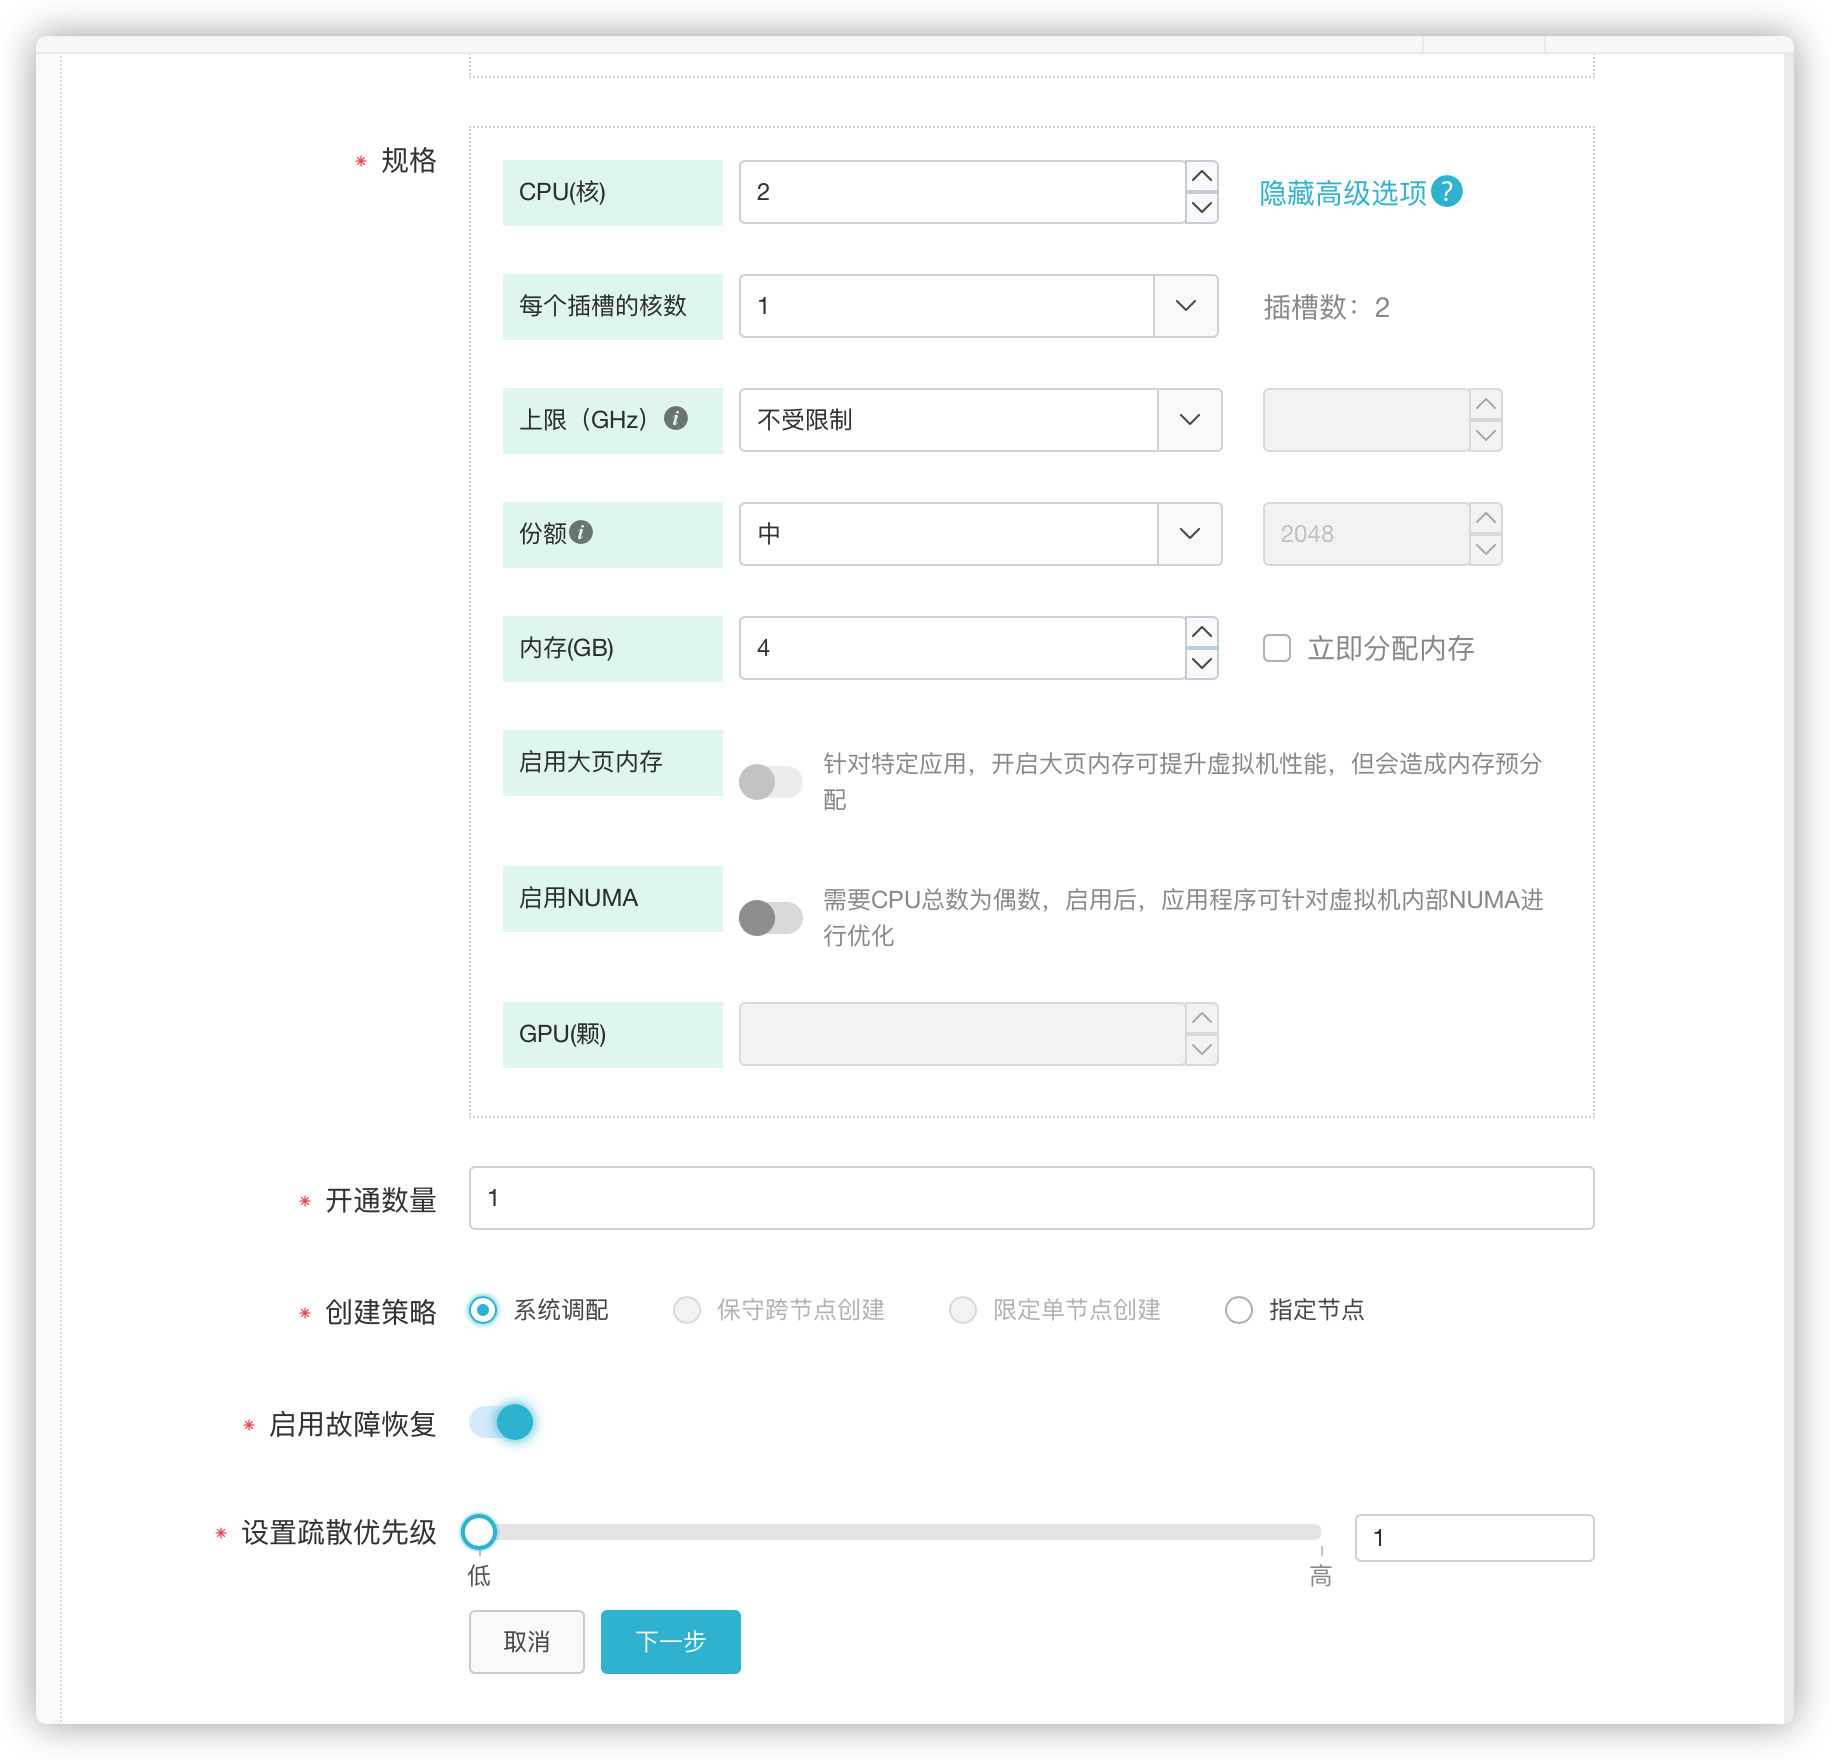 * 规格
CPU(核) 2 隐藏高级选项 ?
每个插槽的核数 1 插槽数：2
上限（GHz） i 不受限制
份额 i 中 2048
内存(GB) 4 立即分配内存
启用大页内存 针对特定应用，开启大页内存可提升虚拟机性能，但会造成内存预分
配
启用NUMA 需要CPU总数为偶数，启用后，应用程序可针对虚拟机内部NUMA进
行优化
GPU(颗)
* 开通数量 1
* 创建策略 系统调配 保守跨节点创建 限定单节点创建 指定节点
* 启用故障恢复
* 设置疏散优先级 1
低 高
取消 下一步